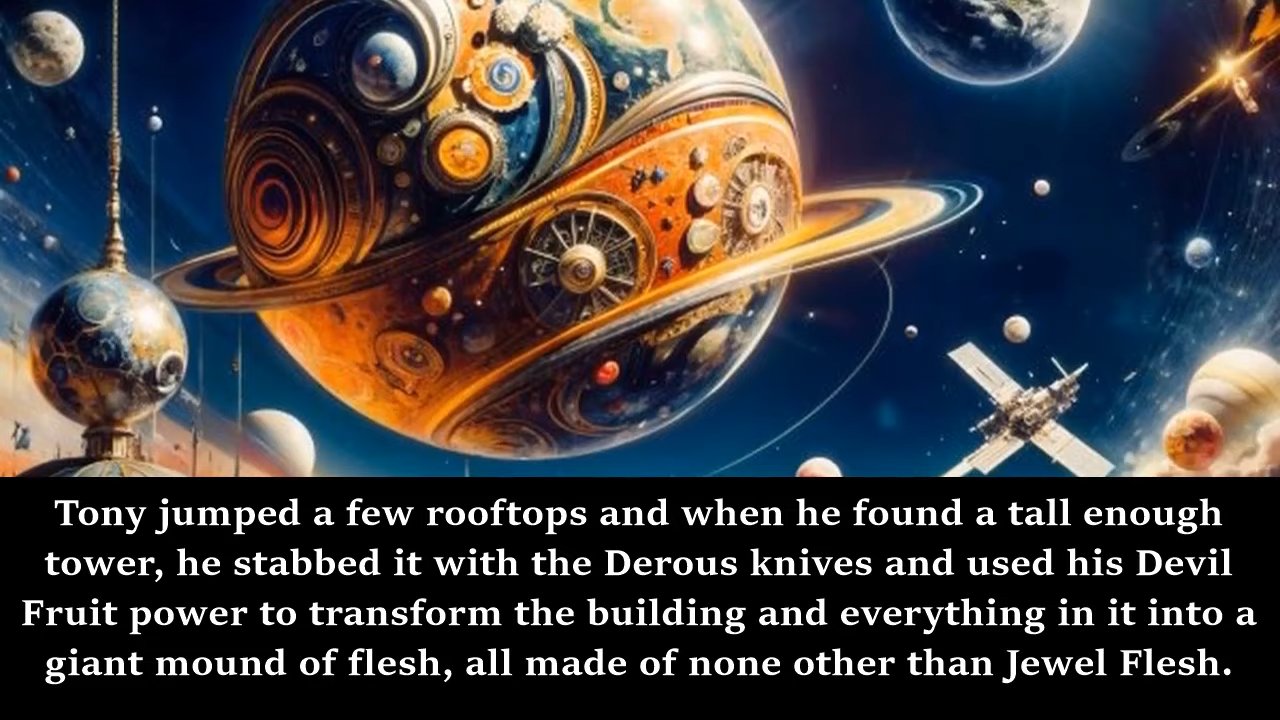 Tony jumped a few rooftops and when he found a tall enough
tower, he stabbed it with the Derous knives and used his Devil
Fruit power to transform the building and everything in it into a
giant mound of flesh, all made of none other than Jewel Flesh.